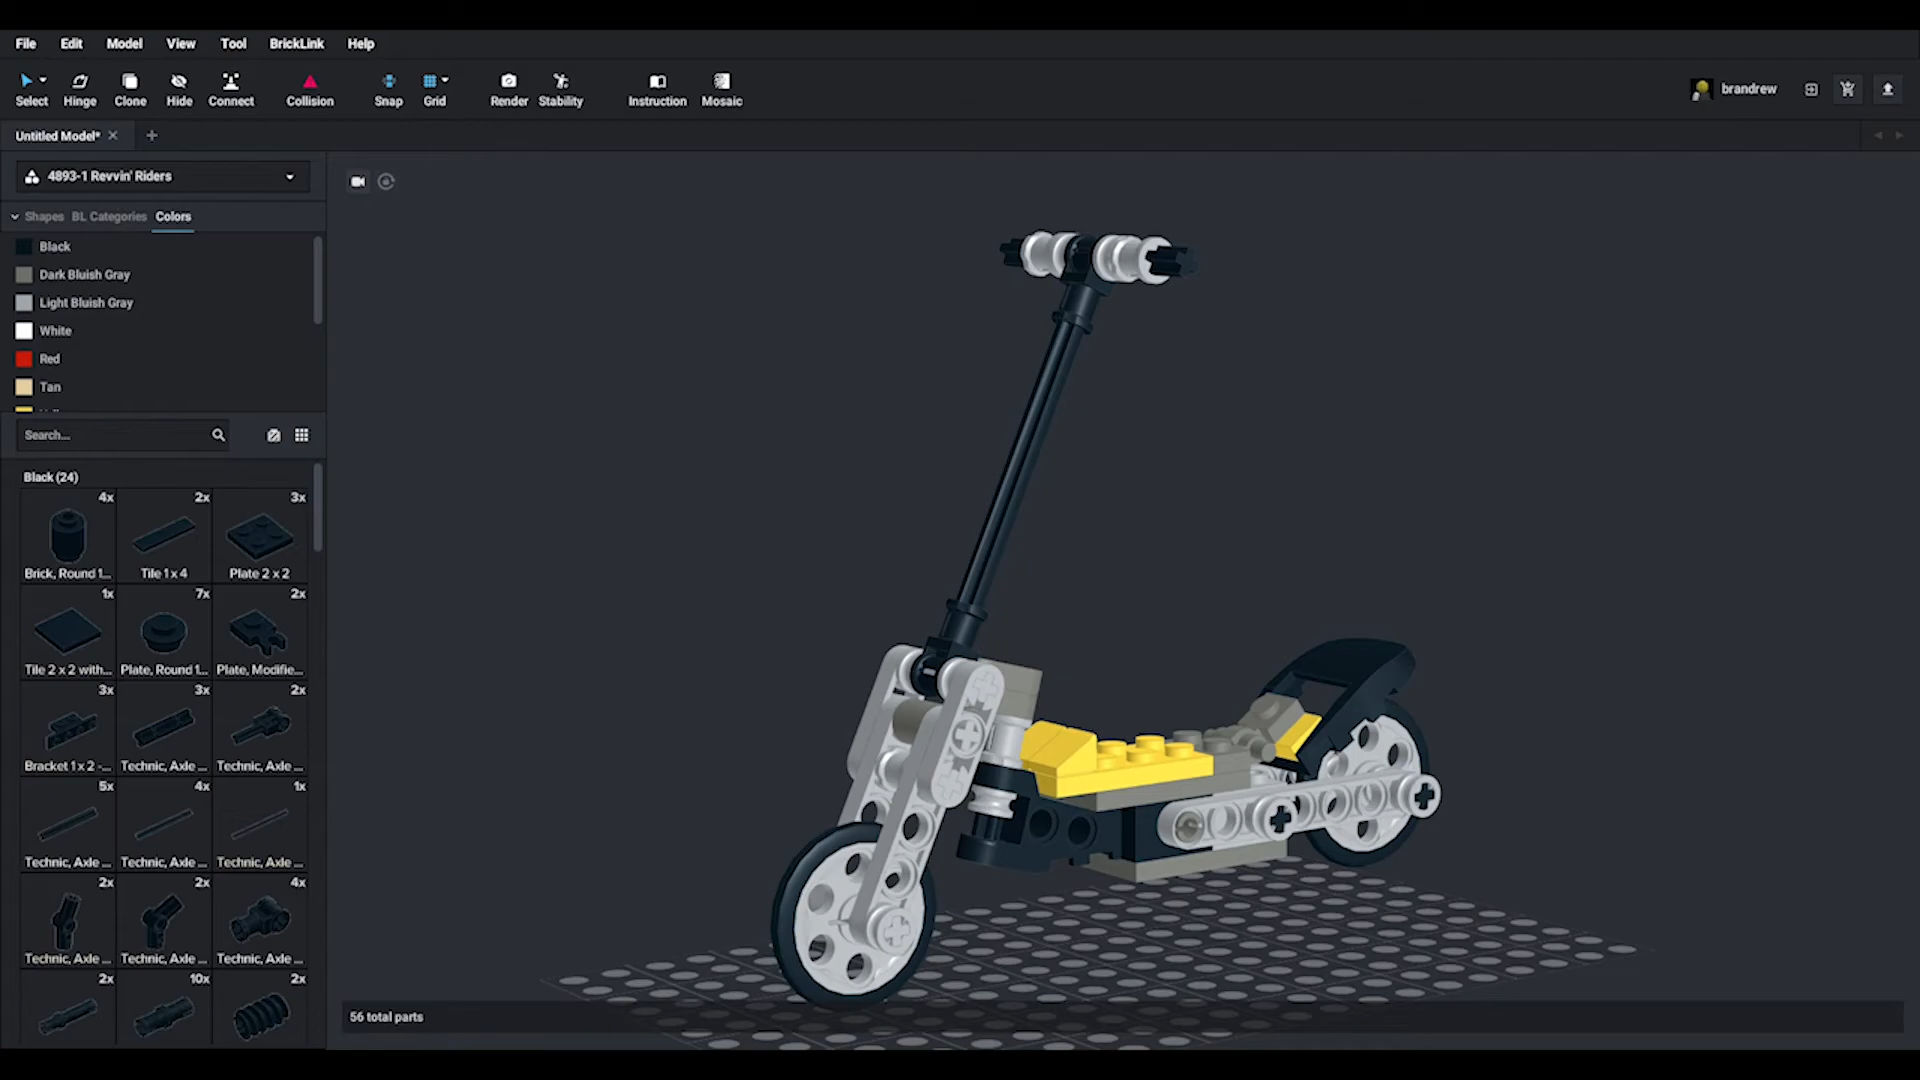 File Edit Model View Tool BrickLink Help
Select Hinge Clone Hide Connect Collision Snap Grid Render Stability Instruction Mosaic
brandrew
Untitled Model*
4893-1 Revvin' Riders
Shapes BL Categories Colors
Black
Dark Bluish Gray
Light Bluish Gray
White
Red
Tan
Search...
Black (24)
4x 2x 3x
Brick, Round 1... Tile 1 x 4 Plate 2 x 2
1x 7x 2x
Tile 2 x 2 with... Plate, Round 1... Plate, Modifie...
3x 3x 2x
Bracket 1 x 2 -... Technic, Axle ... Technic, Axle ...
5x 4x 1x
Technic, Axle ... Technic, Axle ... Technic, Axle ...
2x 2x 4x
Technic, Axle ... Technic, Axle ... Technic, Axle ...
2x 10x 2x
56 total parts